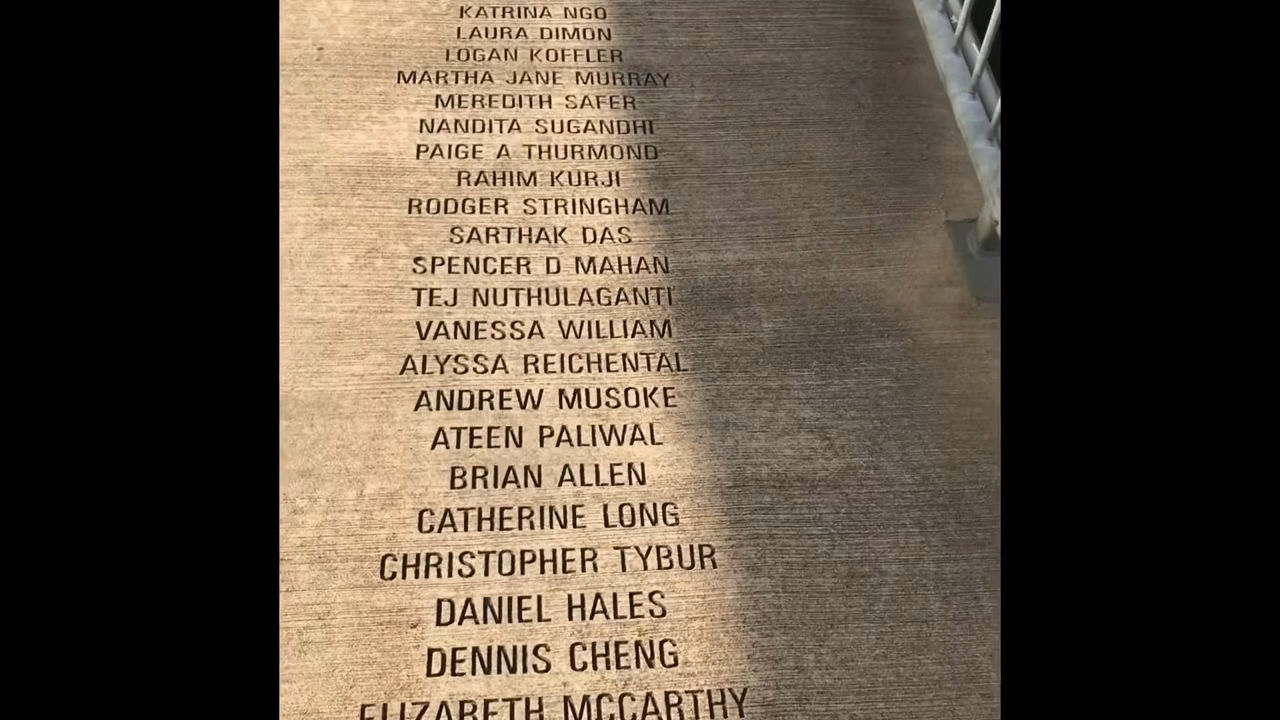 KATRINA NGO
LAURA DIMON
LOGAN KOFFLER
MARTHA JANE MURRAY
MEREDITH SAFER
NANDITA SUGANDHI
PAIGE A THURMOND
RAHIM KURJI
RODGER STRINGHAM
SARTHAK DAS
SPENCER D MAHAN
TEJ NUTHULAGANTI
VANESSA WILLIAM
ALYSSA REICHENTAL
ANDREW MUSOKE
ATEEN PALIWAL
BRIAN ALLEN
CATHERINE LONG
CHRISTOPHER TYBUR
DANIEL HALES
DENNIS CHENG
ELIZABETH MCCARTHY